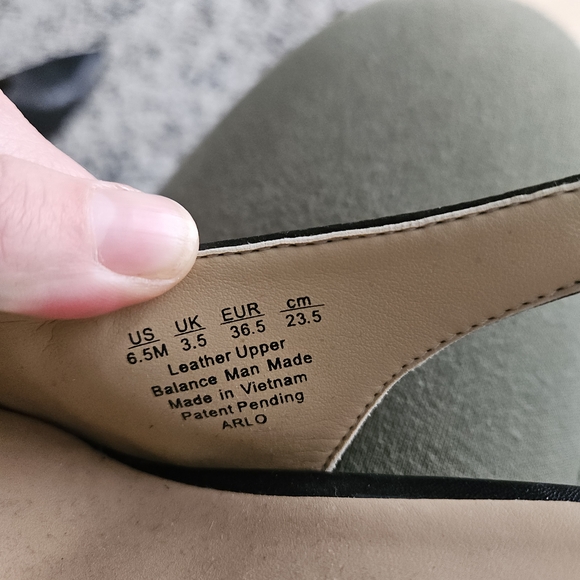 US UK EUR cm
6.5M 3.5 36.5 23.5
Leather Upper
Balance Man Made
Made in Vietnam
Patent Pending
ARLO